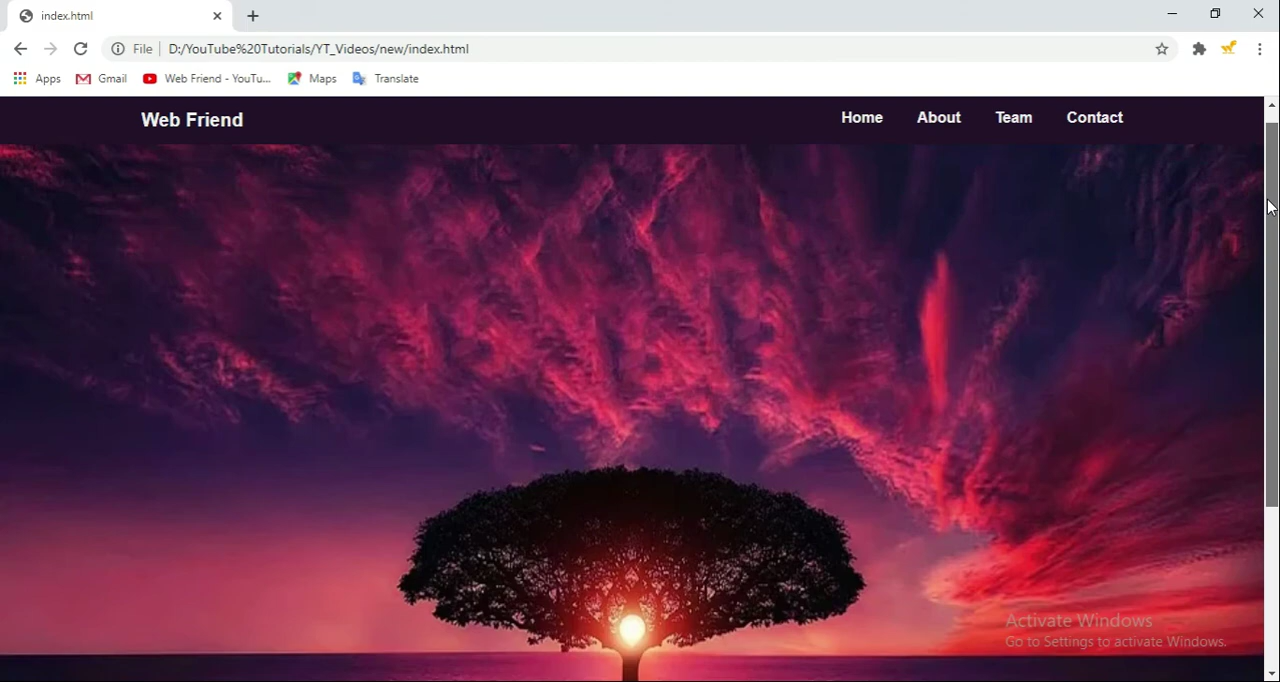 index.html
File D:/YouTube%20Tutorials/YT_Videos/new/index.html
Apps Gmail Web Friend - YouTu... Maps Translate
Web Friend Home About Team Contact
Activate Windows
Go to Settings to activate Windows.